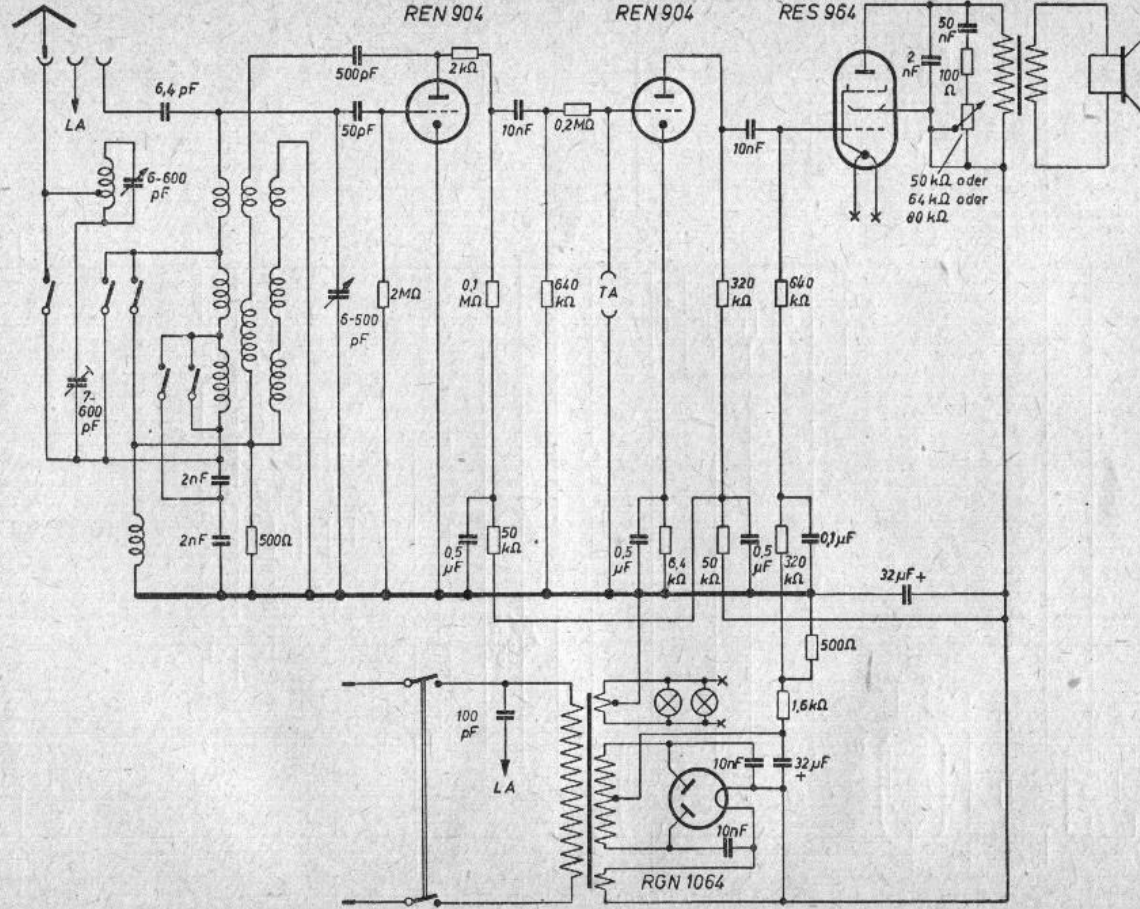 REN 904
REN 904
RES 964
500pF
2kΩ
50
nF
2
nF
100
Ω
6,4 pF
LA
50pF
10nF
0,2MΩ
10nF
6-600
pF
50 kΩ oder
64 kΩ oder
80 kΩ
2MΩ
0,1
MΩ
640
kΩ
TA
320
kΩ
640
kΩ
6-500
pF
7-
600
pF
2nF
2nF
500Ω
0,5
µF
50
kΩ
0,5
µF
6,4
kΩ
50
kΩ
0,5
µF
320
kΩ
0,1µF
32µF +
500Ω
100
pF
LA
1,6kΩ
10nF
32µF
+
10nF
RGN 1064